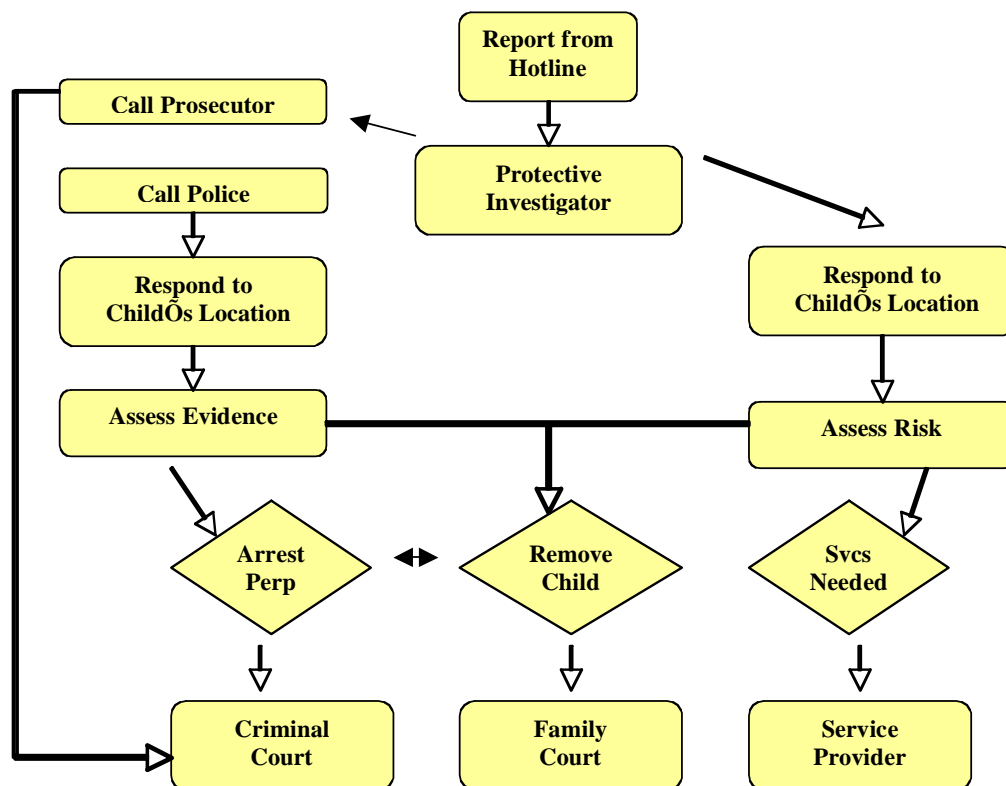 Report from
Hotline
Call Prosecutor
Protective
Investigator
Call Police
Respond to
ChildÕs Location
Respond to
ChildÕs Location
Assess Evidence
Assess Risk
Arrest
Perp
Remove
Child
Svcs
Needed
Criminal
Court
Family
Court
Service
Provider